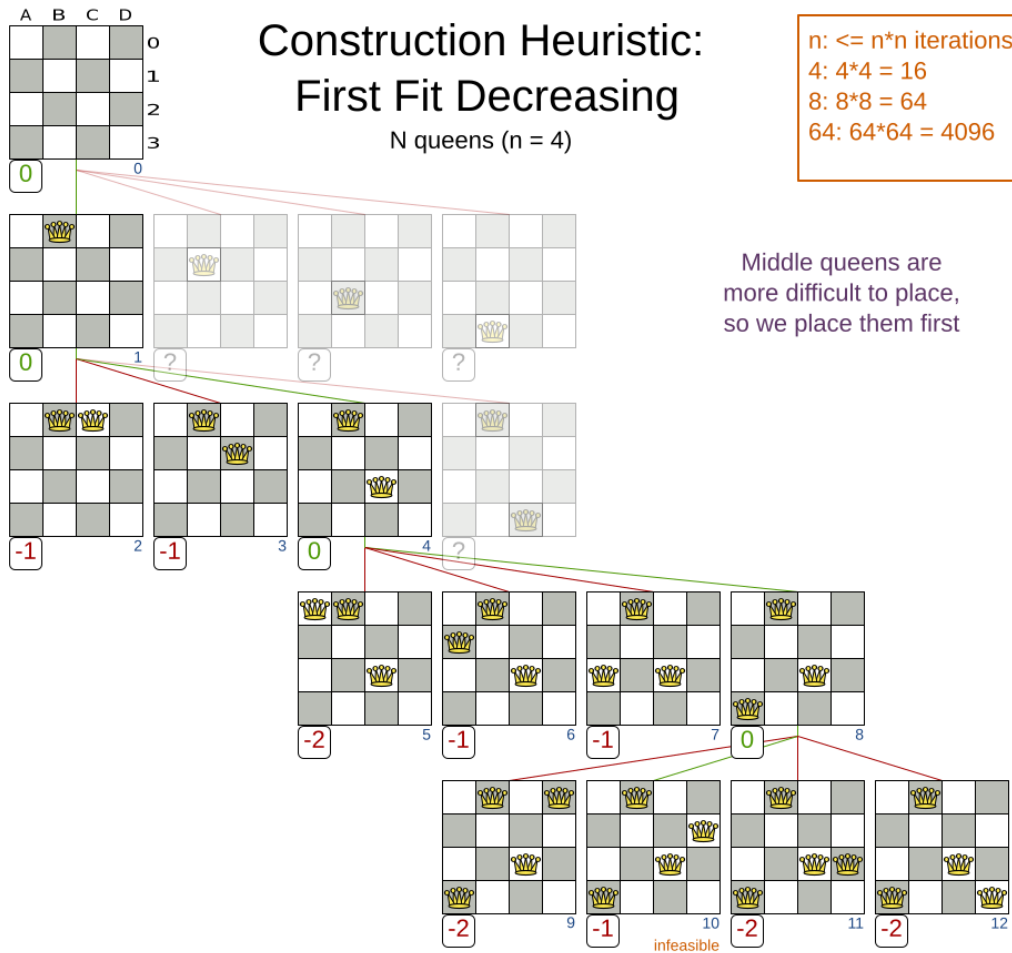 A B C D
0
1
2
3
Construction Heuristic:
First Fit Decreasing
N queens (n = 4)
n: <= n*n iterations
4: 4*4 = 16
8: 8*8 = 64
64: 64*64 = 4096
0 0
Middle queens are
more difficult to place,
so we place them first
0 1 ? ? ?
-1 2 -1 3 0 4 ?
-2 5 -1 6 -1 7 0 8
-2 9 -1 10 -2 11 -2 12
infeasible